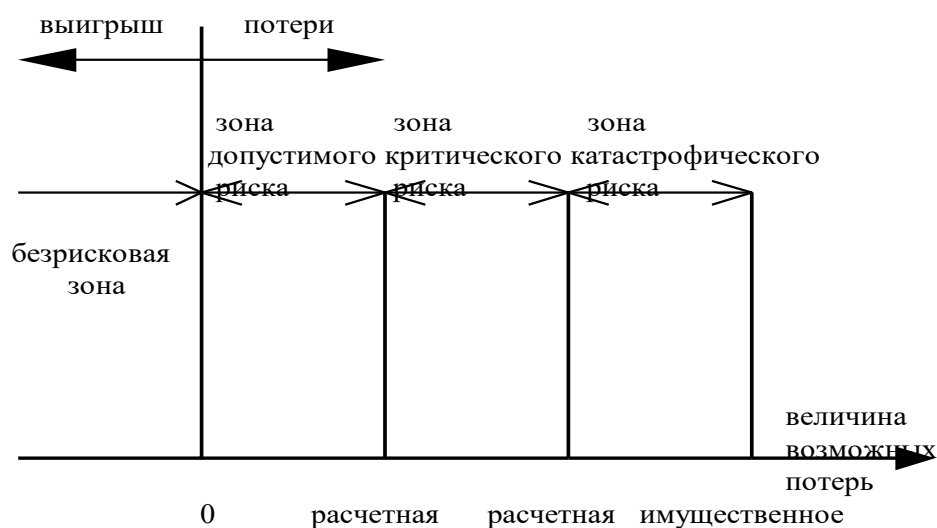 выигрыш потери
зона зона зона
допустимого критического катастрофического
риска риска риска
безрисковая
зона
величина
возможных
потерь
0 расчетная расчетная имущественное